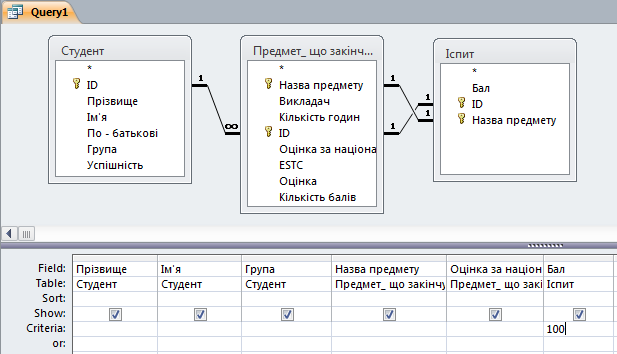 Query1
Студент
*
ID
Прізвище
Ім'я
По - батькові
Група
Успішність
1
∞
Предмет_ що закінч...
*
Назва предмету
Викладач
Кількість годин
ID
Оцінка за націона
ESTC
Оцінка
Кількість балів
1
1
1
1
Іспит
*
Бал
ID
Назва предмету
Field: Прізвище Ім'я Група Назва предмету Оцінка за націон Бал
Table: Студент Студент Студент Предмет_ що закінчу Предмет_ що закі Іспит
Sort:
Show:
Criteria: 100
or: